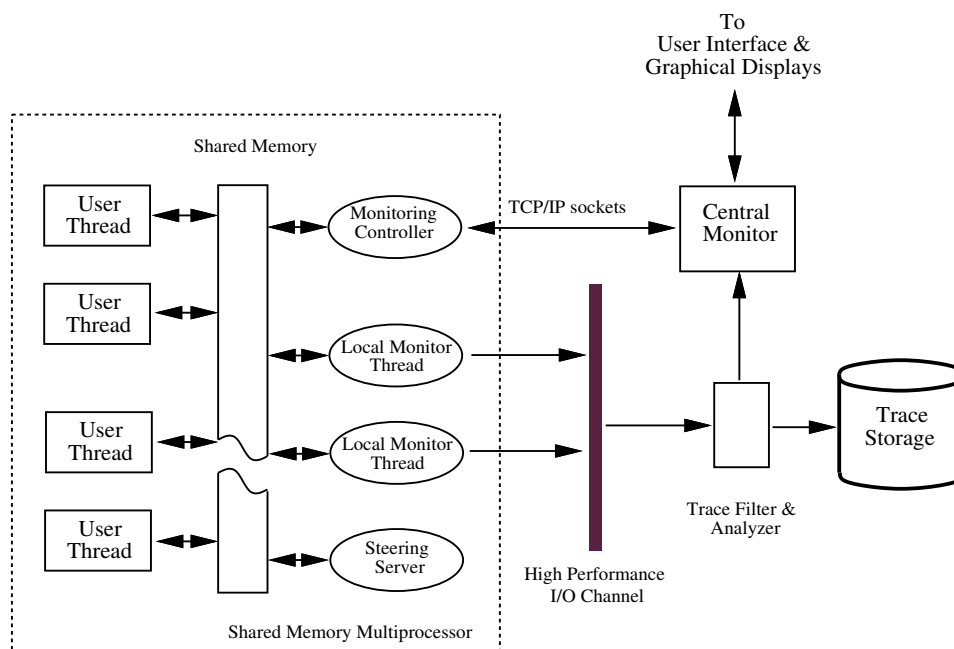 To
User Interface &
Graphical Displays
Shared Memory
User
Thread
Monitoring
Controller
TCP/IP sockets
Central
Monitor
User
Thread
Local Monitor
Thread
User
Thread
Local Monitor
Thread
Trace
Storage
User
Thread
Steering
Server
Trace Filter &
Analyzer
High Performance
I/O Channel
Shared Memory Multiprocessor